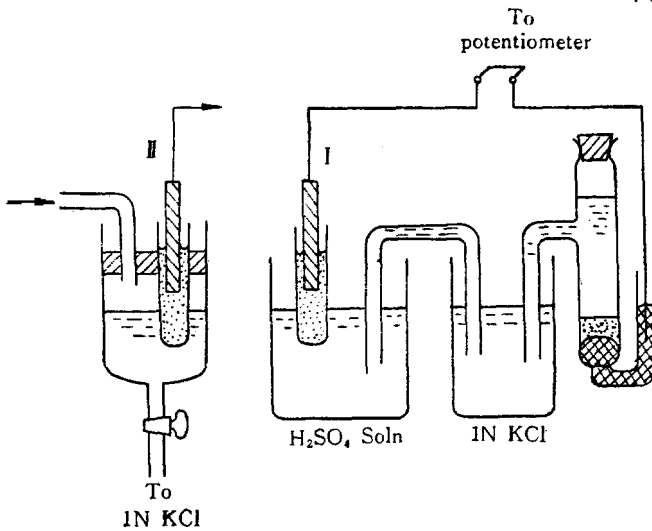 To
potentiometer
II
I
H₂SO₄ Soln
1N KCl
To
1N KCl